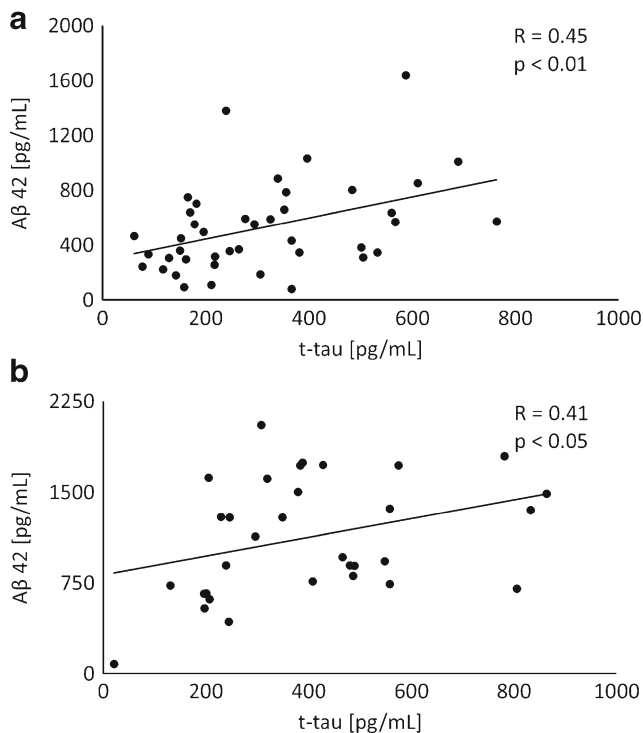 a
2000
1600
1200
800
400
0
Aβ 42 [pg/mL]
R = 0.45
p < 0.01
0 200 400 600 800 1000
t-tau [pg/mL]
b
2250
1500
750
0
Aβ 42 [pg/mL]
R = 0.41
p < 0.05
0 200 400 600 800 1000
t-tau [pg/mL]